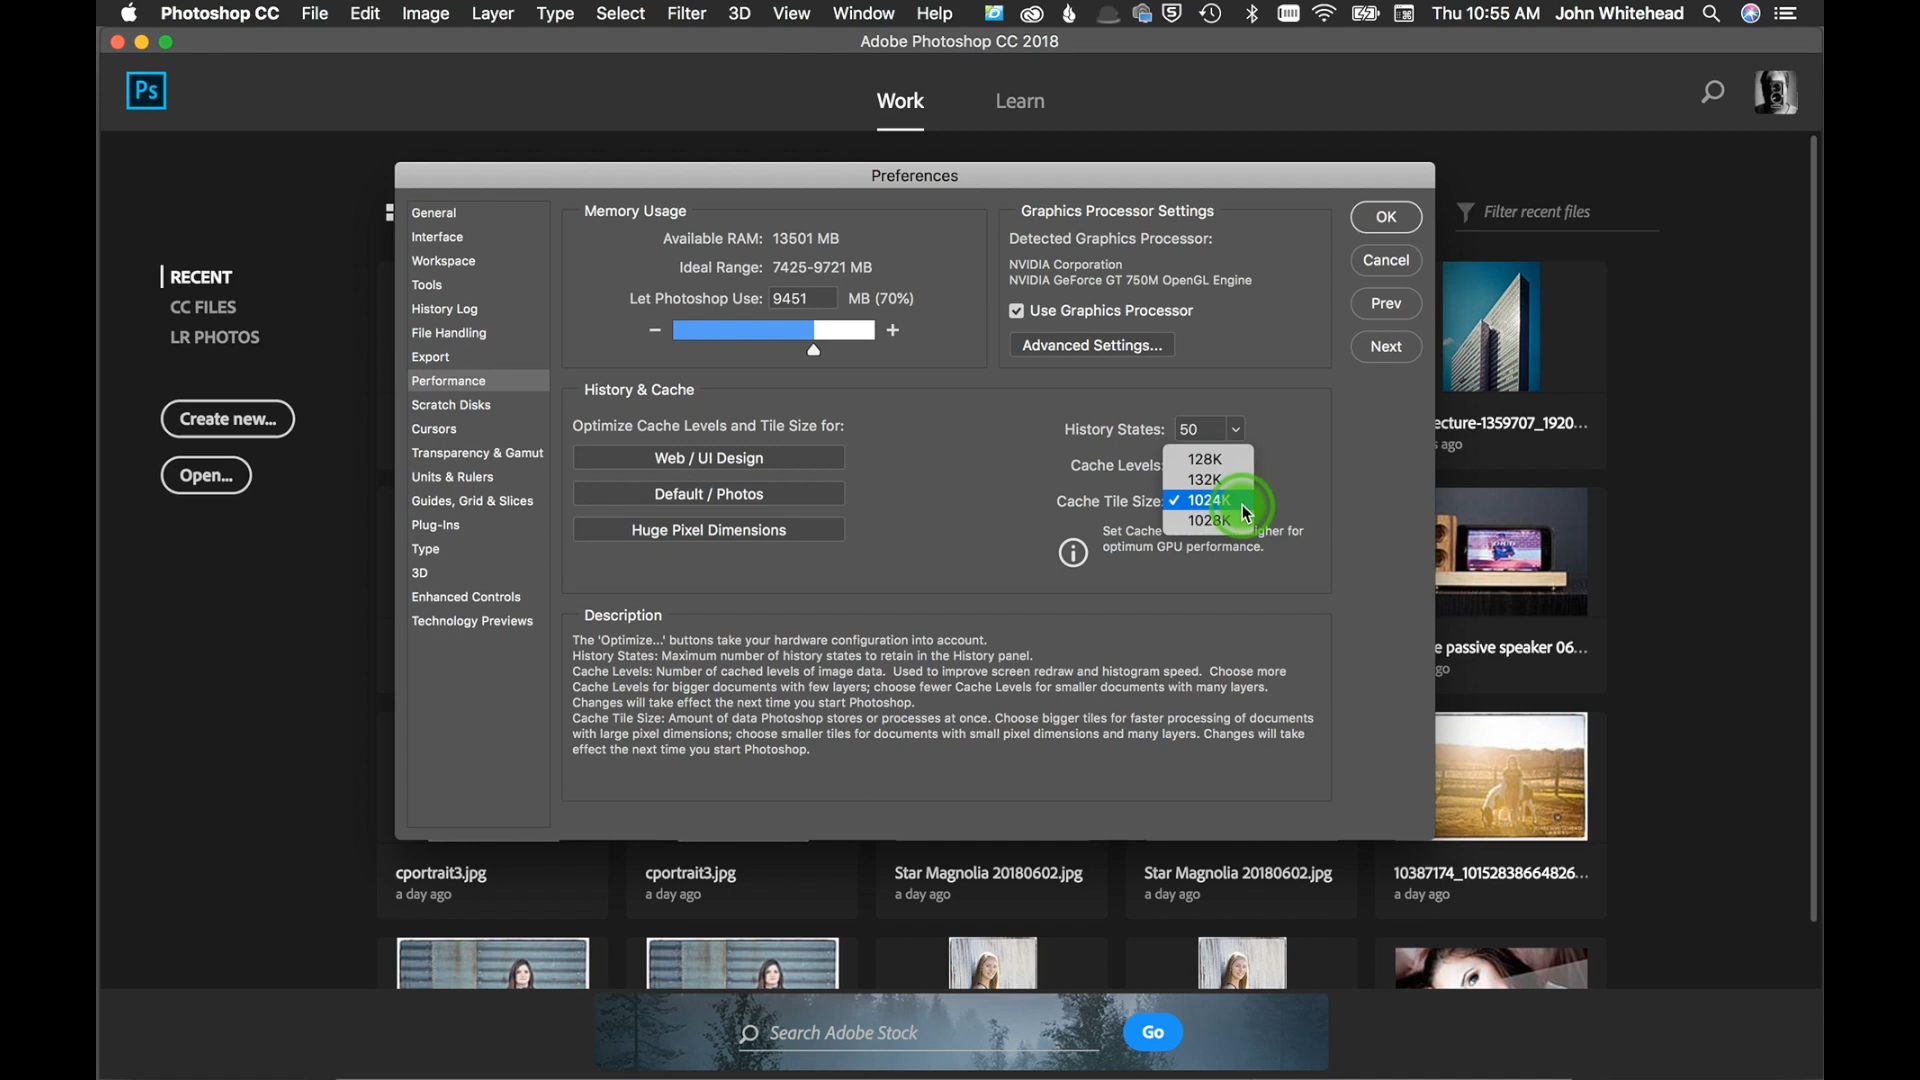 Photoshop CC File Edit Image Layer Type Select Filter 3D View Window Help Thu 10:55 AM John Whitehead
Adobe Photoshop CC 2018
Ps
Work Learn
Preferences
RECENT
CC FILES
LR PHOTOS
Create new...
Open...
General
Interface
Workspace
Tools
History Log
File Handling
Export
Performance
Scratch Disks
Cursors
Transparency & Gamut
Units & Rulers
Guides, Grid & Slices
Plug-Ins
Type
3D
Enhanced Controls
Technology Previews
Memory Usage
Available RAM: 13501 MB
Ideal Range: 7425-9721 MB
Let Photoshop Use: 9451 MB (70%)
Graphics Processor Settings
Detected Graphics Processor:
NVIDIA Corporation
NVIDIA GeForce GT 750M OpenGL Engine
Use Graphics Processor
Advanced Settings...
OK
Cancel
Prev
Next
Filter recent files
History & Cache
Optimize Cache Levels and Tile Size for:
Web / UI Design
Default / Photos
Huge Pixel Dimensions
History States: 50
Cache Levels:
Cache Tile Size:
128K
132K
1024K
1028K
Set Cache
igher for
optimum GPU performance.
Description
The 'Optimize...' buttons take your hardware configuration into account.
History States: Maximum number of history states to retain in the History panel.
Cache Levels: Number of cached levels of image data. Used to improve screen redraw and histogram speed. Choose more
Cache Levels for bigger documents with few layers; choose fewer Cache Levels for smaller documents with many layers.
Changes will take effect the next time you start Photoshop.
Cache Tile Size: Amount of data Photoshop stores or processes at once. Choose bigger tiles for faster processing of documents
with large pixel dimensions; choose smaller tiles for documents with small pixel dimensions and many layers. Changes will take
effect the next time you start Photoshop.
ecture-1359707_1920...
s ago
e passive speaker 06...
go
cportrait3.jpg
a day ago
cportrait3.jpg
a day ago
Star Magnolia 20180602.jpg
a day ago
Star Magnolia 20180602.jpg
a day ago
10387174_10152838664826...
a day ago
Search Adobe Stock
Go